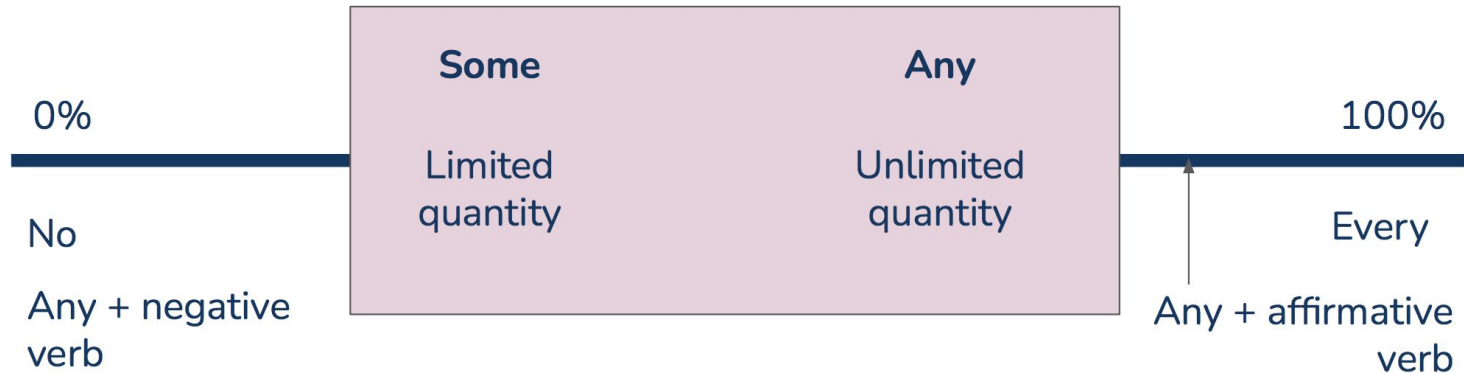 Some
Any
0%
100%
Limited
quantity
Unlimited
quantity
No
Every
Any + negative
verb
Any + affirmative
verb